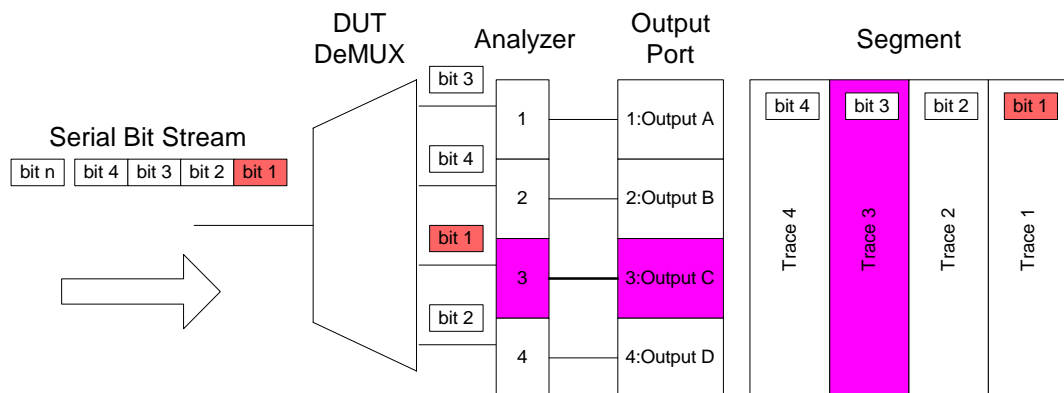 DUT
DeMUX
Analyzer
Output
Port
Segment
Serial Bit Stream
bit n bit 4 bit 3 bit 2 bit 1
bit 3
bit 4
bit 1
bit 2
1
2
3
4
1:Output A
2:Output B
3:Output C
4:Output D
bit 4 bit 3 bit 2 bit 1
Trace 4
Trace 3
Trace 2
Trace 1